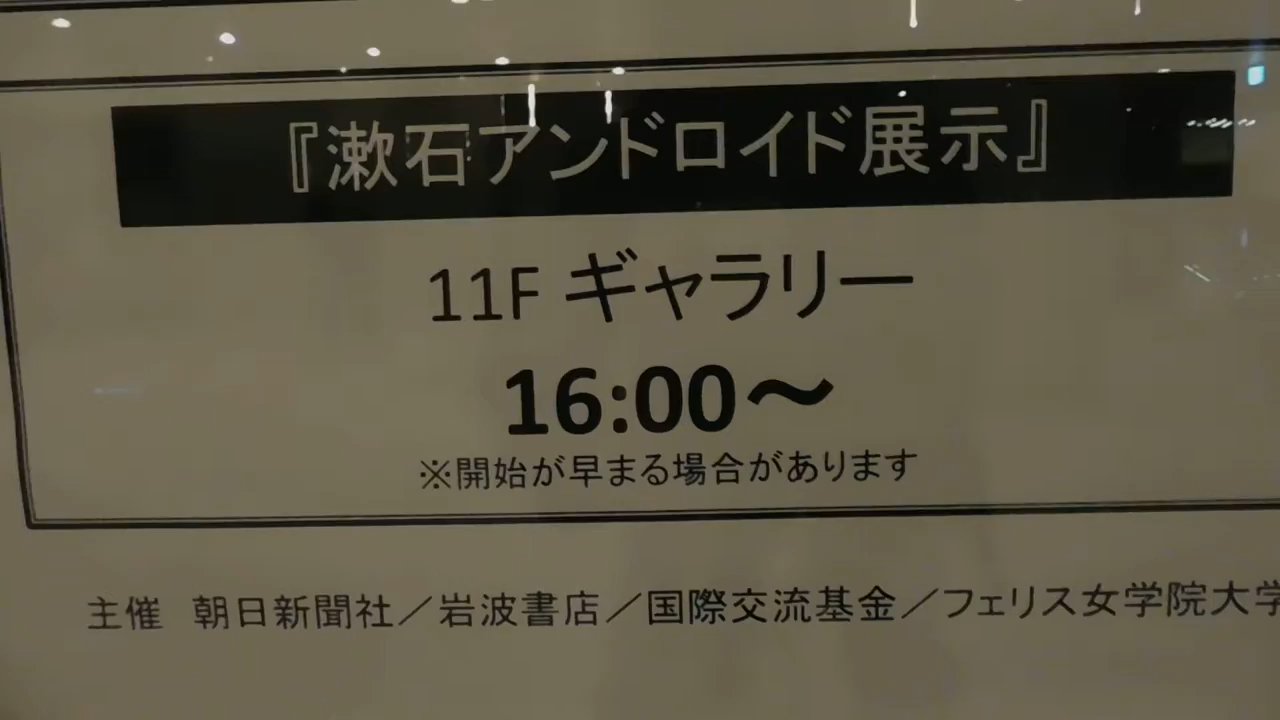 『漱石アンドロイド展示』
11F ギャラリー
16:00～
※開始が早まる場合があります
主催 朝日新聞社／岩波書店／国際交流基金／フェリス女学院大学